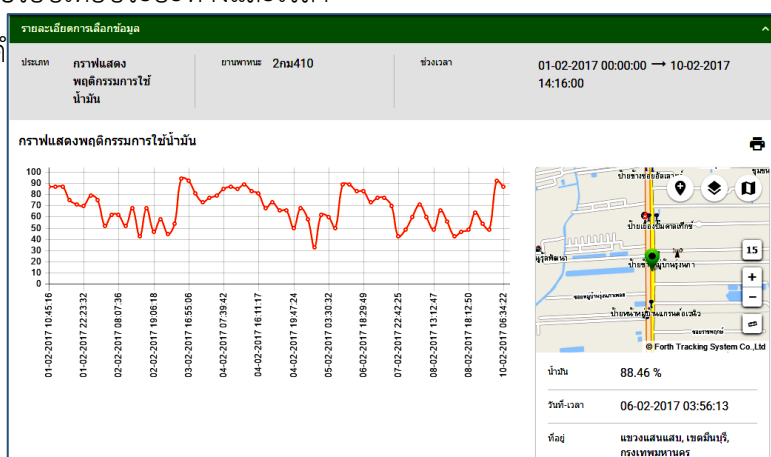 รายละเอียดการเลือกข้อมูล
ประเภท
กราฟแสดง
พฤติกรรมการใช้
น้ำมัน
ยานพาหนะ
2กม410
ช่วงเวลา
01-02-2017 00:00:00 → 10-02-2017
14:16:00
กราฟแสดงพฤติกรรมการใช้น้ำมัน
100
90
80
70
60
50
40
30
20
10
0
01-02-2017 10:45:16
01-02-2017 22:23:32
02-02-2017 08:07:36
02-02-2017 19:06:18
03-02-2017 16:55:06
04-02-2017 07:39:42
04-02-2017 16:11:17
04-02-2017 19:47:24
05-02-2017 03:30:32
06-02-2017 18:29:49
07-02-2017 22:42:25
08-02-2017 13:12:47
08-02-2017 18:12:50
10-02-2017 06:34:22
15
+
−
© Forth Tracking System Co.,Ltd
น้ำมัน
88.46 %
วันที่-เวลา
06-02-2017 03:56:13
ที่อยู่
แขวงแสนแสบ, เขตมีนบุรี,
กรุงเทพมหานคร